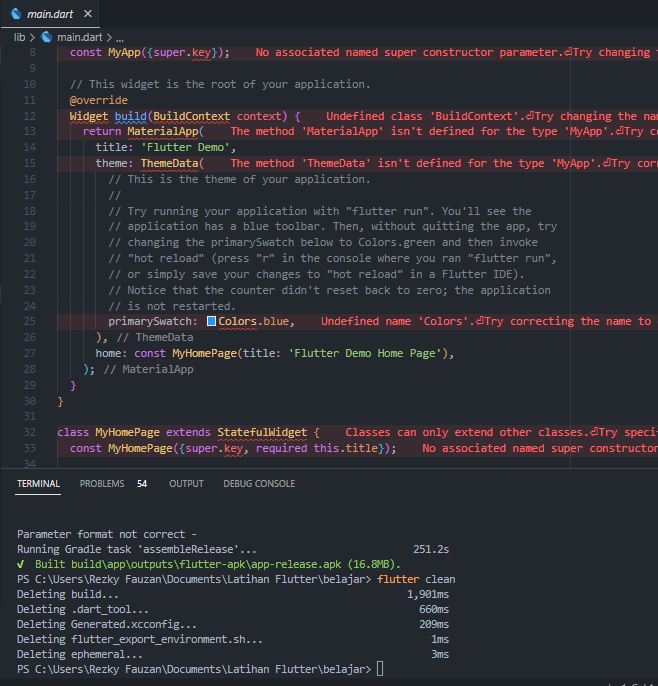 main.dart ×
lib > main.dart > ...
8 const MyApp({super.key}); No associated named super constructor parameter.⏎Try changing
9
10 // This widget is the root of your application.
11 @override
12 Widget build(BuildContext context) { Undefined class 'BuildContext'.⏎Try changing the na
13 return MaterialApp( The method 'MaterialApp' isn't defined for the type 'MyApp'.⏎Try co
14 title: 'Flutter Demo',
15 theme: ThemeData( The method 'ThemeData' isn't defined for the type 'MyApp'.⏎Try corr
16 // This is the theme of your application.
17 //
18 // Try running your application with "flutter run". You'll see the
19 // application has a blue toolbar. Then, without quitting the app, try
20 // changing the primarySwatch below to Colors.green and then invoke
21 // "hot reload" (press "r" in the console where you ran "flutter run",
22 // or simply save your changes to "hot reload" in a Flutter IDE).
23 // Notice that the counter didn't reset back to zero; the application
24 // is not restarted.
25 primarySwatch: Colors.blue, Undefined name 'Colors'.⏎Try correcting the name to
26 ), // ThemeData
27 home: const MyHomePage(title: 'Flutter Demo Home Page'),
28 ); // MaterialApp
29 }
30 }
31
32 class MyHomePage extends StatefulWidget { Classes can only extend other classes.⏎Try speci
33 const MyHomePage({super.key, required this.title}); No associated named super constructor
34
TERMINAL PROBLEMS 54 OUTPUT DEBUG CONSOLE
Parameter format not correct -
Running Gradle task 'assembleRelease'... 251.2s
√ Built build\app\outputs\flutter-apk\app-release.apk (16.8MB).
PS C:\Users\Rezky Fauzan\Documents\Latihan Flutter\belajar> flutter clean
Deleting build... 1,901ms
Deleting .dart_tool... 660ms
Deleting Generated.xcconfig... 209ms
Deleting flutter_export_environment.sh... 1ms
Deleting ephemeral... 3ms
PS C:\Users\Rezky Fauzan\Documents\Latihan Flutter\belajar>